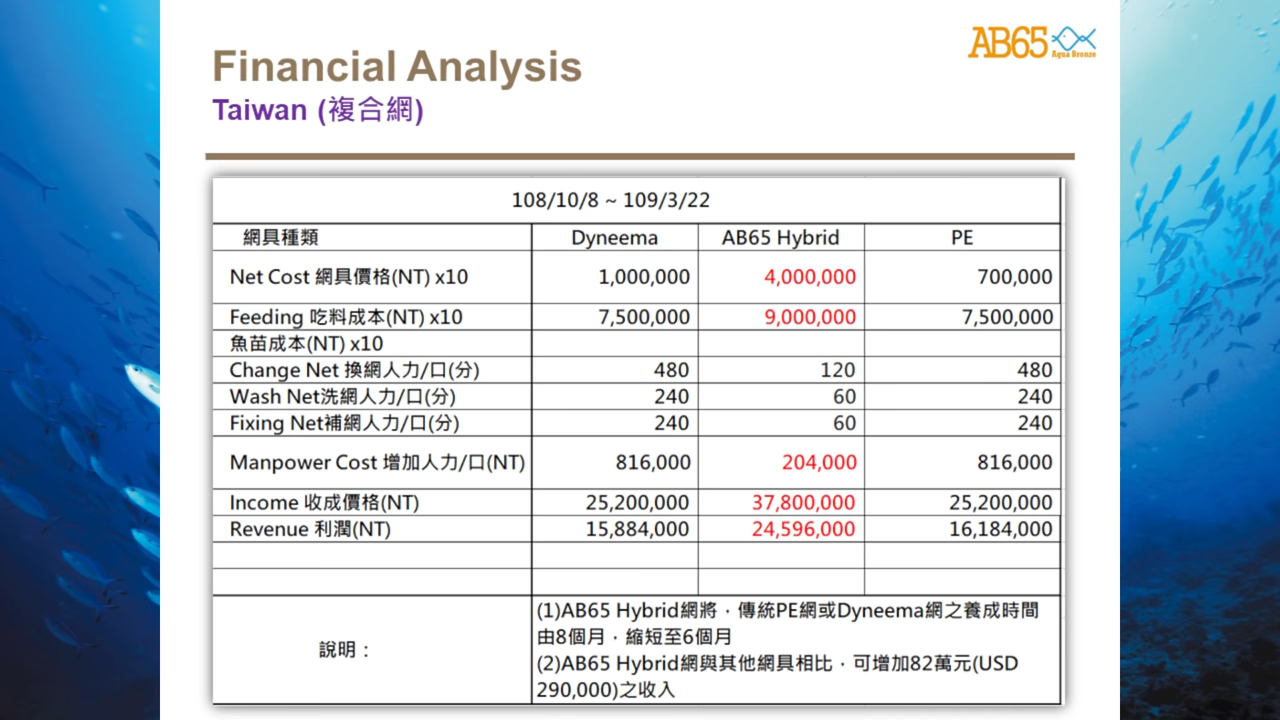 AB65
Aqua Bronze
Financial Analysis
Taiwan (複合網)
108/10/8 ~ 109/3/22
網具種類 Dyneema AB65 Hybrid PE
Net Cost 網具價格(NT) x10 1,000,000 4,000,000 700,000
Feeding 吃料成本(NT) x10 7,500,000 9,000,000 7,500,000
魚苗成本(NT) x10
Change Net 換網人力/口(分) 480 120 480
Wash Net洗網人力/口(分) 240 60 240
Fixing Net補網人力/口(分) 240 60 240
Manpower Cost 增加人力/口(NT) 816,000 204,000 816,000
Income 收成價格(NT) 25,200,000 37,800,000 25,200,000
Revenue 利潤(NT) 15,884,000 24,596,000 16,184,000
說明：
(1)AB65 Hybrid網將，傳統PE網或Dyneema網之養成時間
由8個月，縮短至6個月
(2)AB65 Hybrid網與其他網具相比，可增加82萬元(USD
290,000)之收入